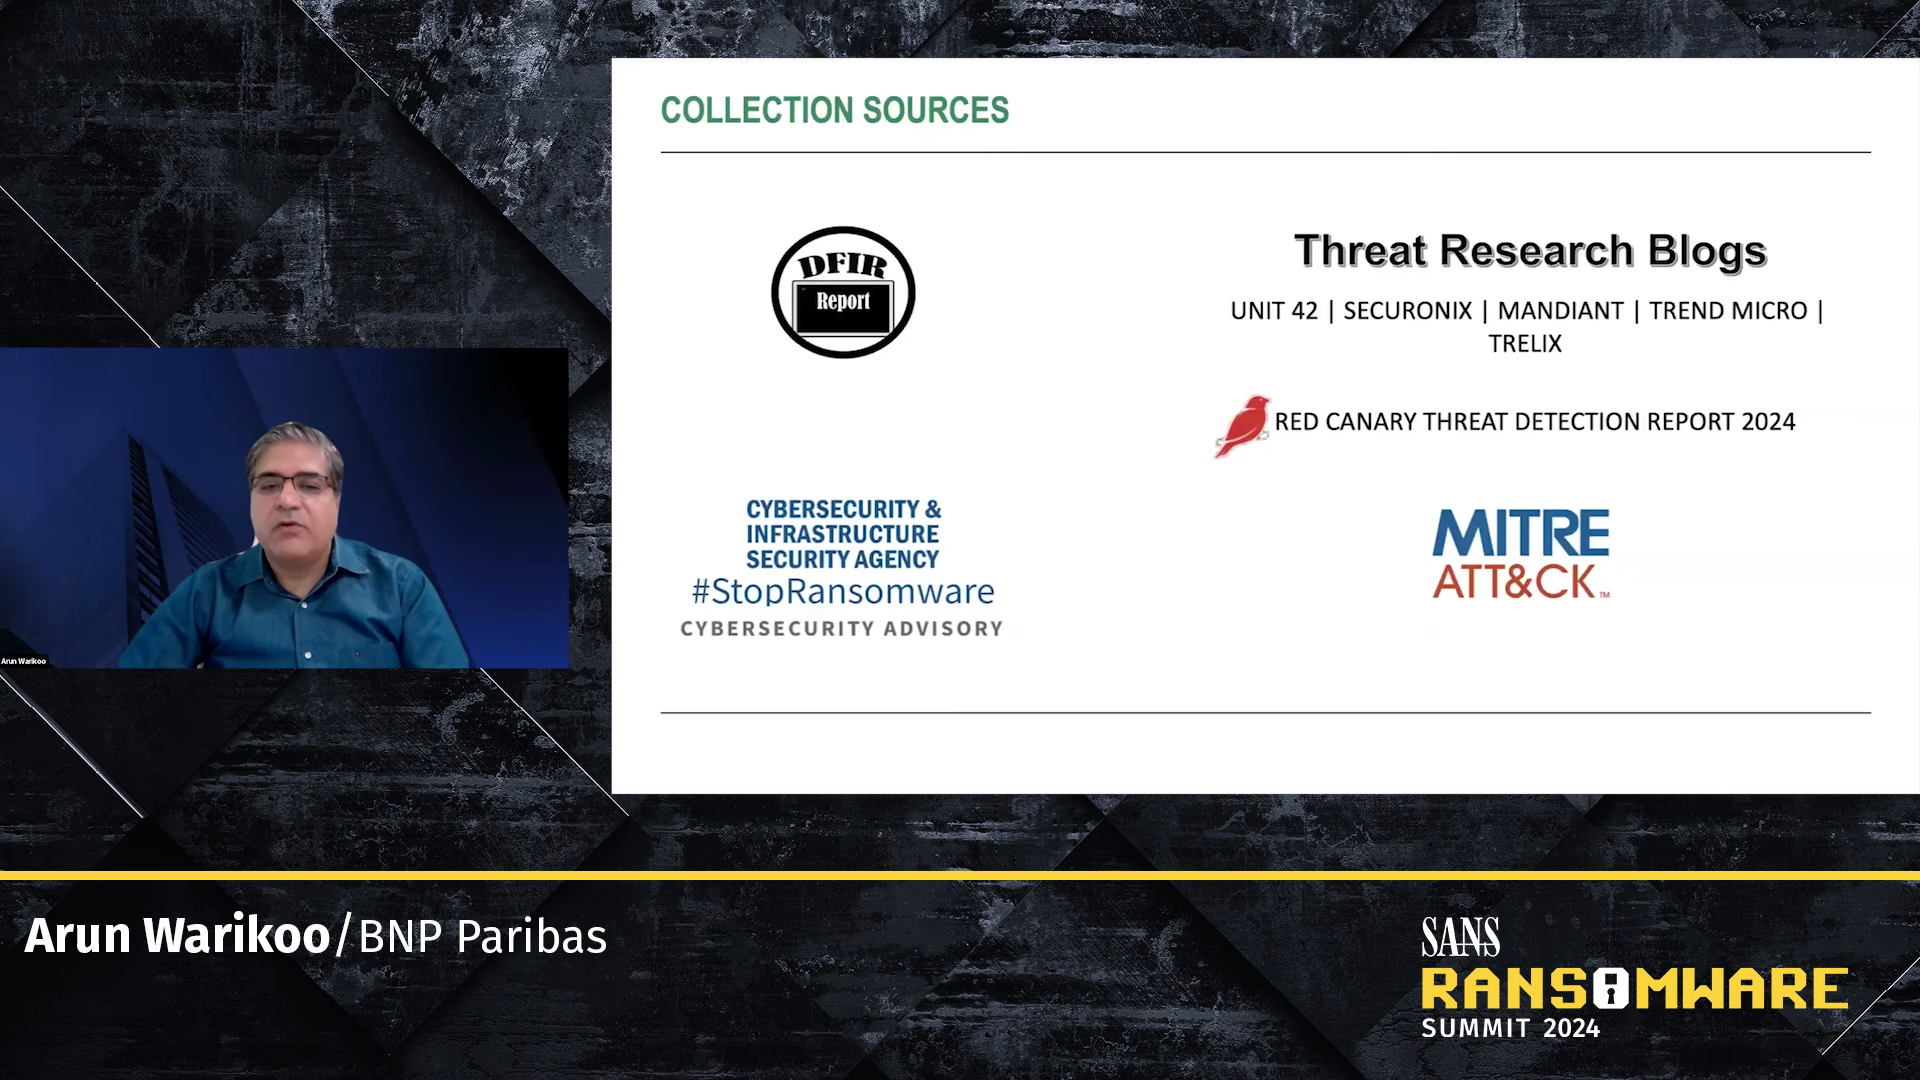 COLLECTION SOURCES
DFIR
Report
Threat Research Blogs
UNIT 42 | SECURONIX | MANDIANT | TREND MICRO |
TRELIX
RED CANARY THREAT DETECTION REPORT 2024
CYBERSECURITY &
INFRASTRUCTURE
SECURITY AGENCY
#StopRansomware
CYBERSECURITY ADVISORY
MITRE
ATT&CK™
Arun Warikoo
Arun Warikoo/BNP Paribas
SANS
RANSOMWARE
SUMMIT 2024